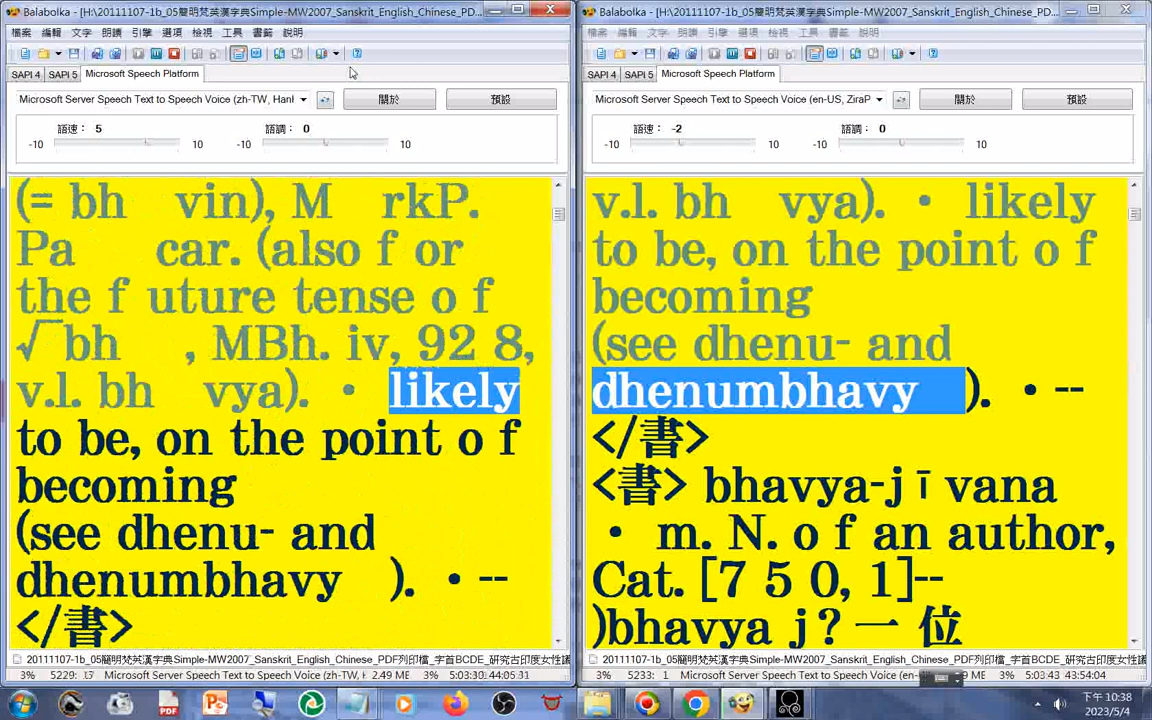 Balabolka - [H:\20111107-1b_05簡明梵英漢字典Simple-MW2007_Sanskrit_English_Chinese_PD...
檔案 編輯 文字 朗讀 引擎 選項 檢視 工具 書籤 說明
SAPI 4 SAPI 5 Microsoft Speech Platform
Microsoft Server Speech Text to Speech Voice (zh-TW, Hanl
關於 預設
語速： 5 語調： 0
-10 10 -10 10
(= bh vin), M rkP.
Pa car. (also f or
the f uture tense o f
√bh , MBh. iv, 92 8,
v.l. bh vya). • likely
to be, on the point o f
becoming
(see dhenu- and
dhenumbhavy ). • --
</書>
20111107-1b_05簡明梵英漢字典Simple-MW2007_Sanskrit_English_Chinese_PDF列印檔_字首BCDE_研究古印度女性議
3% 5229: 17 Microsoft Server Speech Text to Speech Voice (zh-TW, H 2.49 MB 3% 5:03:30 44:05:31
Balabolka - [H:\20111107-1b_05簡明梵英漢字典Simple-MW2007_Sanskrit_English_Chinese_PD...
檔案 編輯 文字 朗讀 引擎 選項 檢視 工具 書籤 說明
SAPI 4 SAPI 5 Microsoft Speech Platform
Microsoft Server Speech Text to Speech Voice (en-US, ZiraP
關於 預設
語速： -2 語調： 0
-10 10 -10 10
v.l. bh vya). • likely
to be, on the point o f
becoming
(see dhenu- and
dhenumbhavy ). • --
</書>
<書> bhavya-j ī vana
• m. N. o f an author,
Cat. [7 5 0, 1]--
)bhavya j? 一 位
20111107-1b_05簡明梵英漢字典Simple-MW2007_Sanskrit_English_Chinese_PDF列印檔_字首BCDE_研究古印度女性議
3% 5233: 1 Microsoft Server Speech Text to Speech Voice (en-US, 9 MB 3% 5:03:43 43:54:04
下午 10:38
2023/5/4